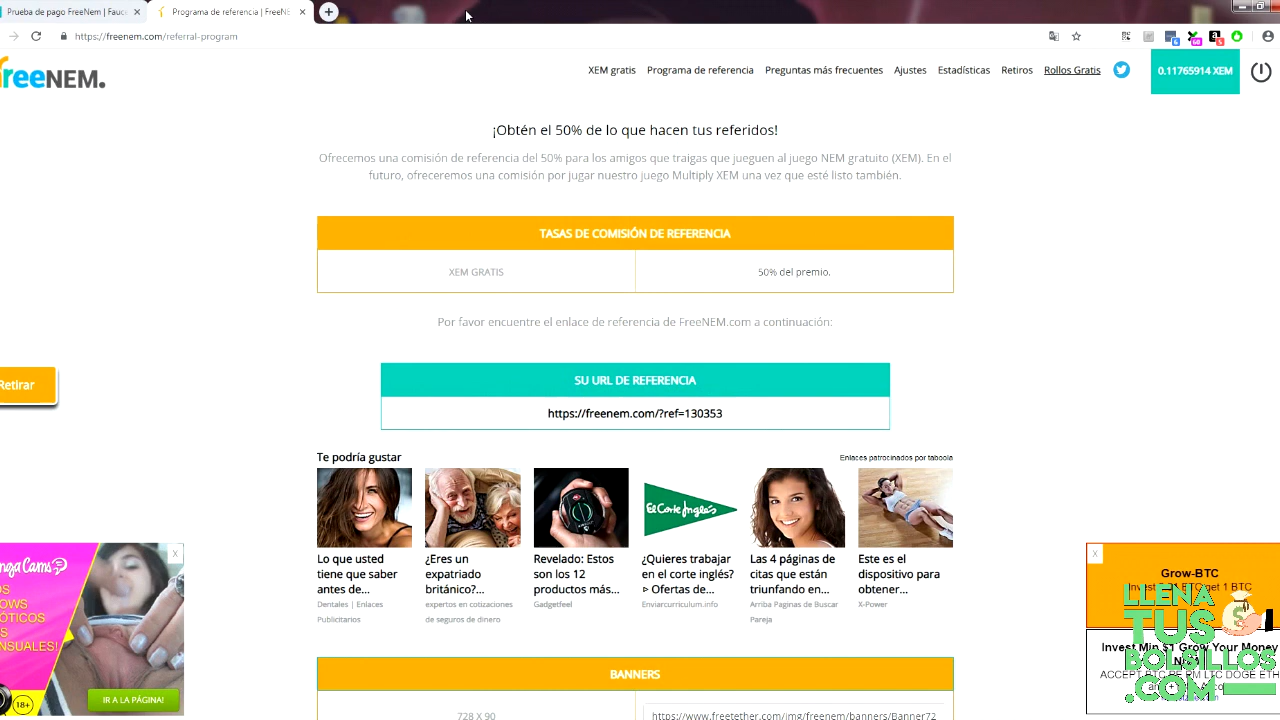 Prueba de pago FreeNEM | Fauc
Programa de referencia | FreeNE
https://freenem.com/referral-program
freeNEM.
XEM gratis
Programa de referencia
Preguntas más frecuentes
Ajustes
Estadísticas
Retiros
Rollos Gratis
0.11765914 XEM
¡Obtén el 50% de lo que hacen tus referidos!
Ofrecemos una comisión de referencia del 50% para los amigos que traigas que jueguen al juego NEM gratuito (XEM). En el
futuro, ofreceremos una comisión por jugar nuestro juego Multiply XEM una vez que esté listo también.
TASAS DE COMISIÓN DE REFERENCIA
XEM GRATIS
50% del premio.
Por favor encuentre el enlace de referencia de FreeNEM.com a continuación:
Retirar
SU URL DE REFERENCIA
https://freenem.com/?ref=130353
Te podría gustar
Enlaces patrocinados por taboola
El Corte Inglés
Lo que usted
tiene que saber
antes de...
Dentales | Enlaces
Publicitarios
¿Eres un
expatriado
británico?...
expertos en cotizaciones
de seguros de dinero
Revelado: Estos
son los 12
productos más...
Gadgetfeel
¿Quieres trabajar
en el corte inglés?
▷ Ofertas de...
Enviarcurriculum.info
Las 4 páginas de
citas que están
triunfando en...
Arriba Paginas de Buscar
Pareja
Este es el
dispositivo para
obtener...
X-Power
BANNERS
728 X 90
https://www.freetether.com/img/freenem/banners/Banner72
IR A LA PÁGINA!
18+
Grow-BTC
Invest Min $1 Grow Your Money
LLENA
TUS
BOLSILLOS
.COM